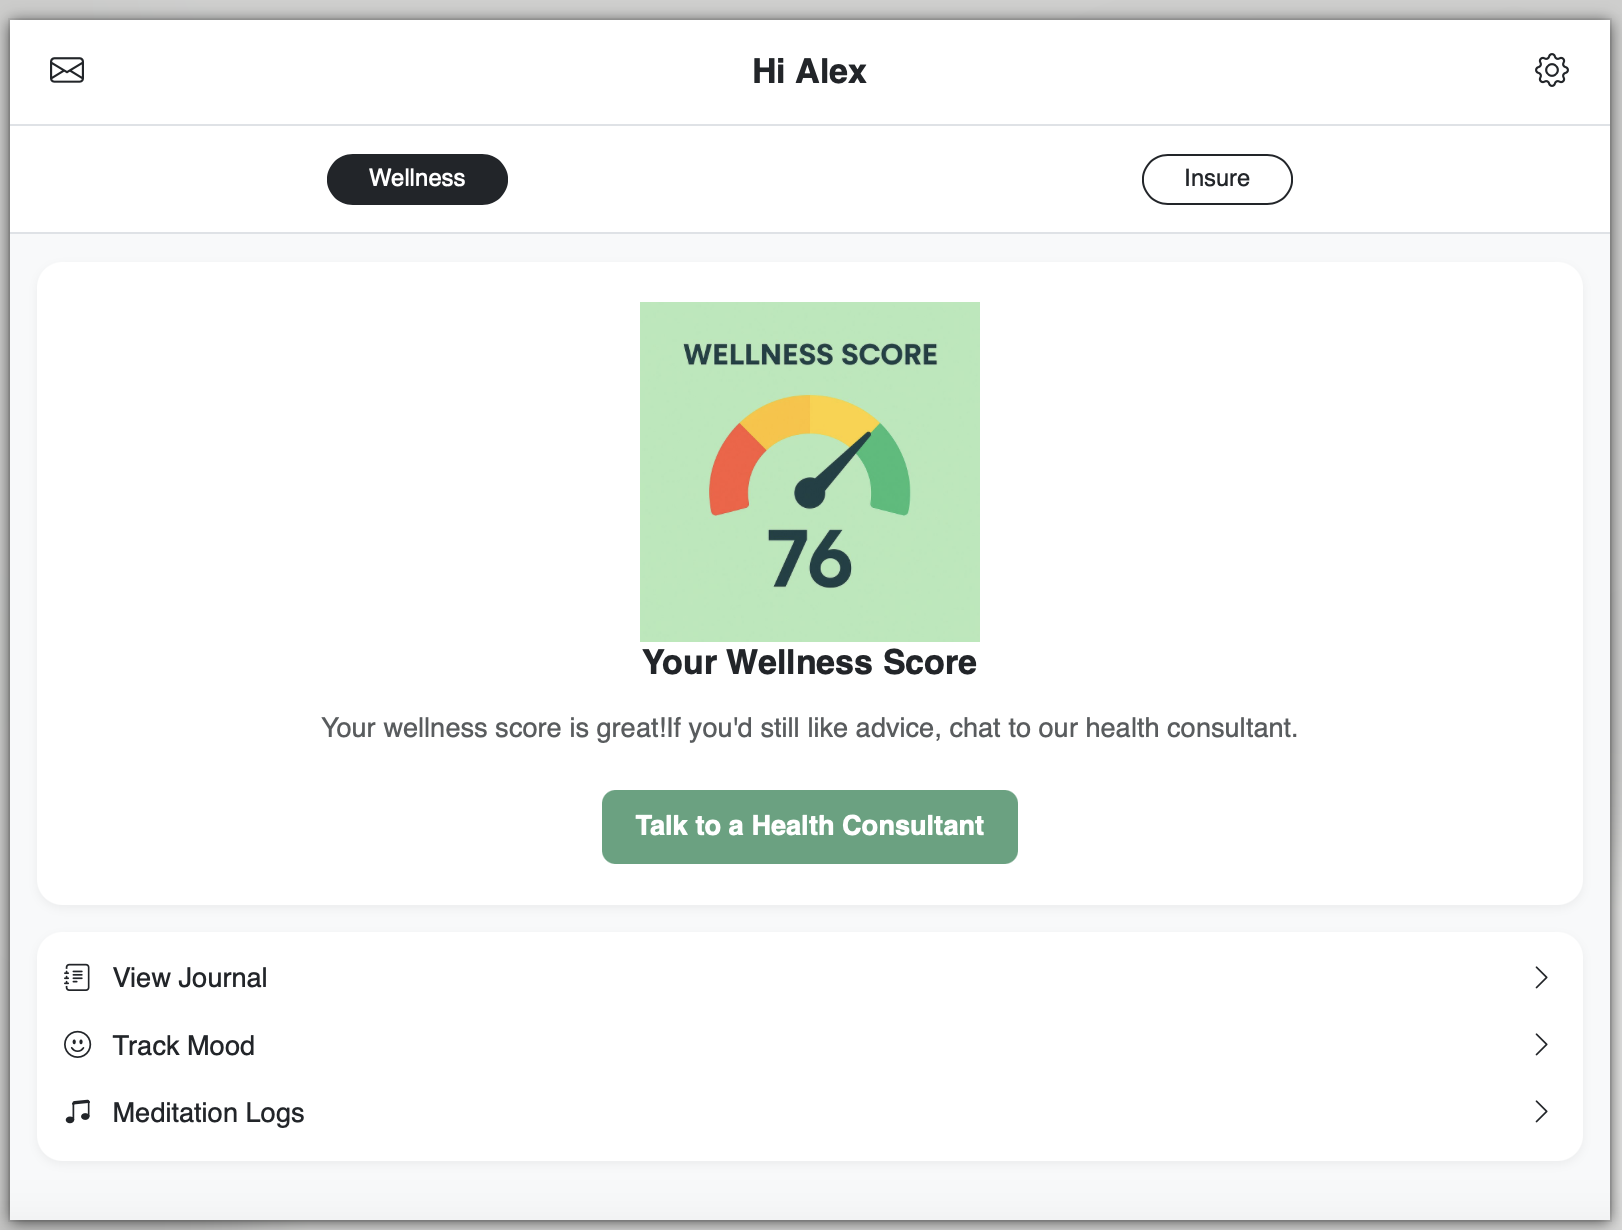 Hi Alex
Wellness
Insure
WELLNESS SCORE
76
Your Wellness Score
Your wellness score is great!If you'd still like advice, chat to our health consultant.
Talk to a Health Consultant
View Journal
Track Mood
Meditation Logs